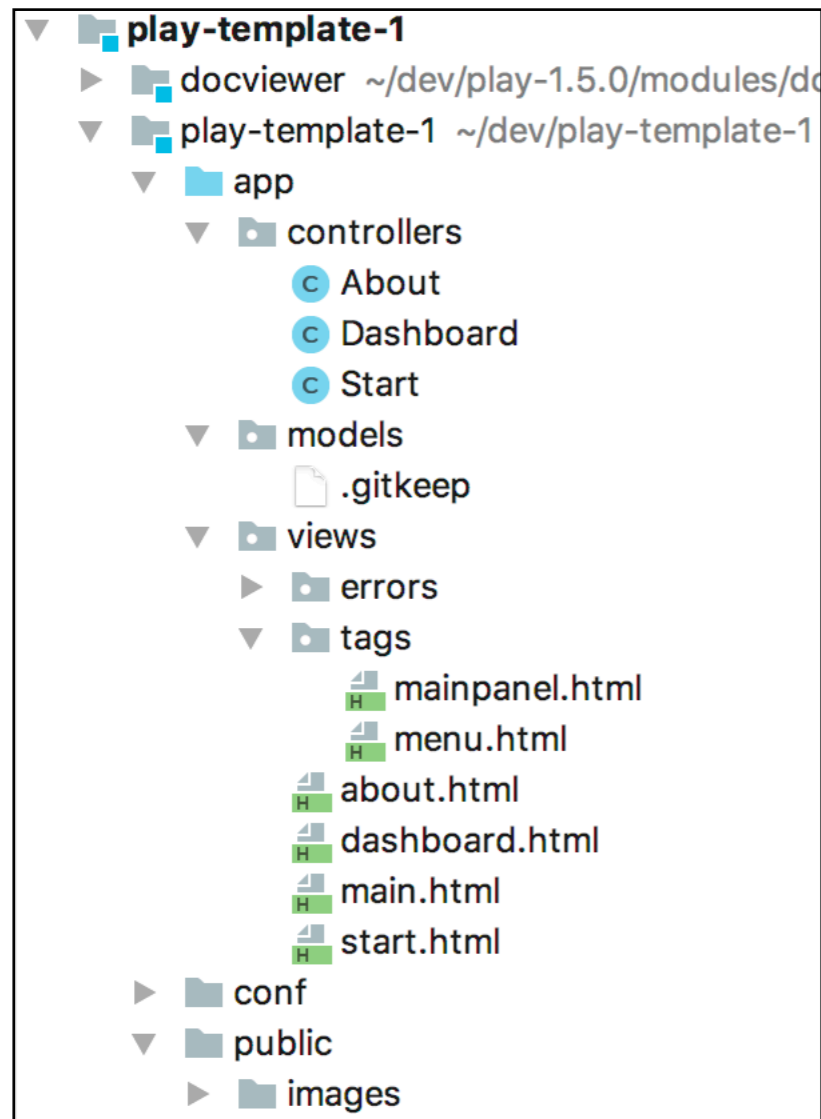 play-template-1
docviewer ~/dev/play-1.5.0/modules/do
play-template-1 ~/dev/play-template-1
app
controllers
C About
C Dashboard
C Start
models
.gitkeep
views
errors
tags
H mainpanel.html
H menu.html
H about.html
H dashboard.html
H main.html
H start.html
conf
public
images